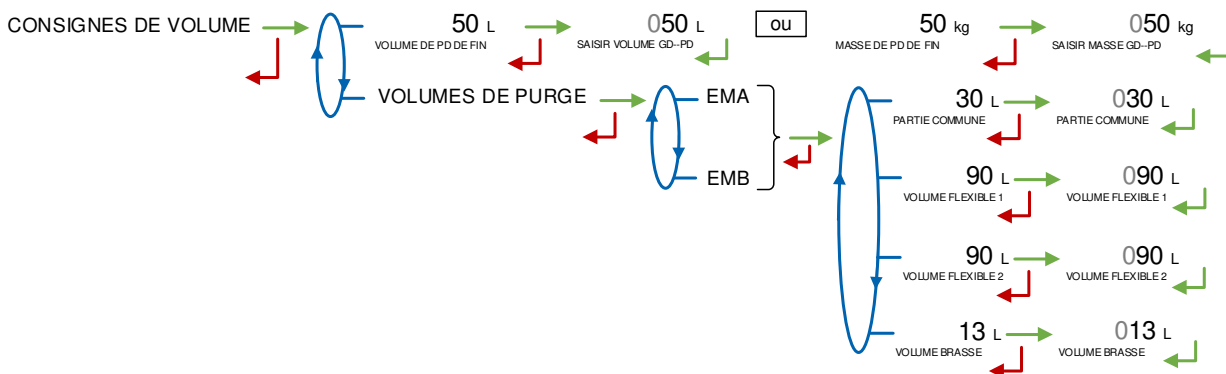 CONSIGNES DE VOLUME
50 L
VOLUME DE PD DE FIN
050 L
SAISIR VOLUME GD--PD
ou
50 kg
MASSE DE PD DE FIN
050 kg
SAISIR MASSE GD--PD
VOLUMES DE PURGE
EMA
EMB
30 L
PARTIE COMMUNE
030 L
PARTIE COMMUNE
90 L
VOLUME FLEXIBLE 1
090 L
VOLUME FLEXIBLE 1
90 L
VOLUME FLEXIBLE 2
090 L
VOLUME FLEXIBLE 2
13 L
VOLUME BRASSE
013 L
VOLUME BRASSE